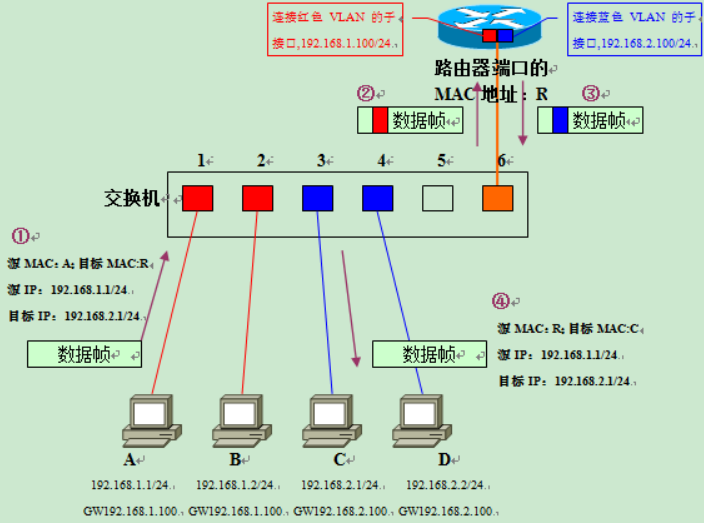 连接红色 VLAN 的子
接口,192.168.1.100/24
连接蓝色 VLAN 的子
接口,192.168.2.100/24
路由器端口的
MAC 地址：R
②
数据帧
③
数据帧
1 2 3 4 5 6
交换机
①
源 MAC：A；目标 MAC:R
源 IP：192.168.1.1/24
目标 IP：192.168.2.1/24
数据帧
④
源 MAC：R；目标 MAC:C
源 IP：192.168.1.1/24
目标 IP：192.168.2.1/24
数据帧
A B C D
192.168.1.1/24 192.168.1.2/24 192.168.2.1/24 192.168.2.2/24
GW192.168.1.100 GW192.168.1.100 GW192.168.2.100 GW192.168.2.100